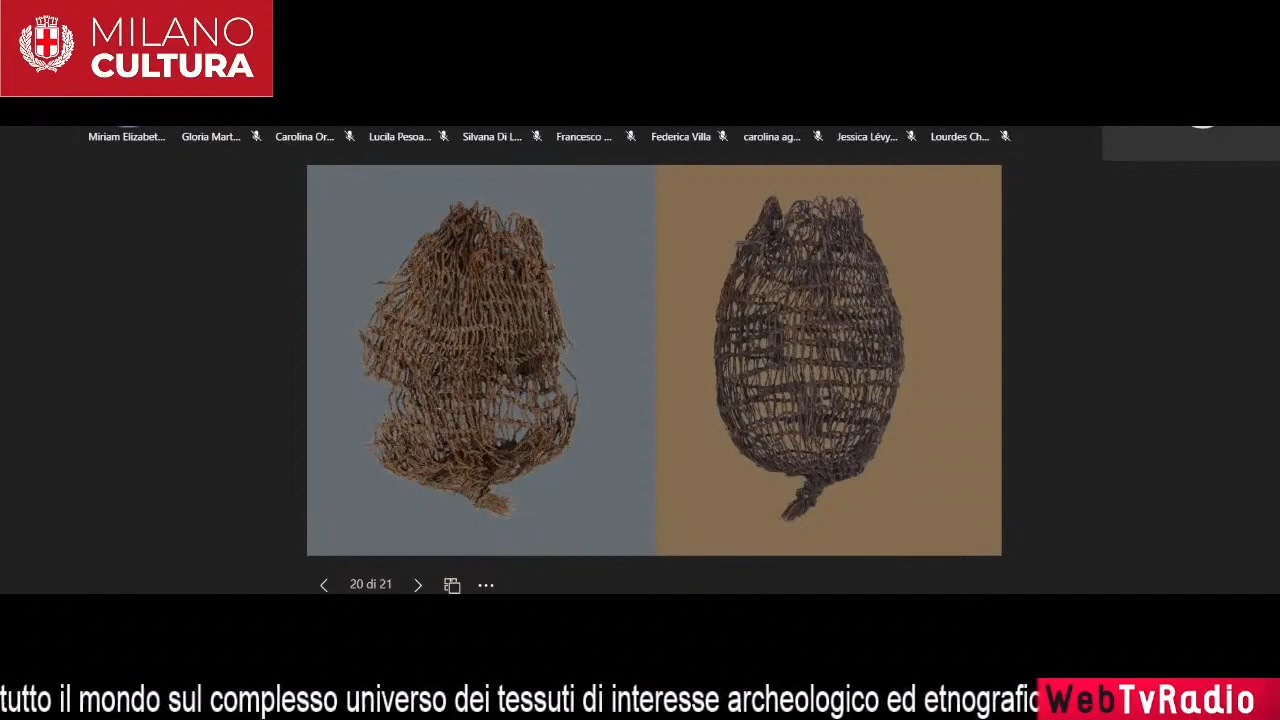 MILANO
CULTURA
Miriam Elizabet... Gloria Mart... Carolina Or... Lucila Pesoa... Silvana Di L... Francesco ... Federica Villa carolina ag... Jessica Lévy... Lourdes Ch...
20 di 21
tutto il mondo sul complesso universo dei tessuti di interesse archeologico ed etnografic
WebTvRadio